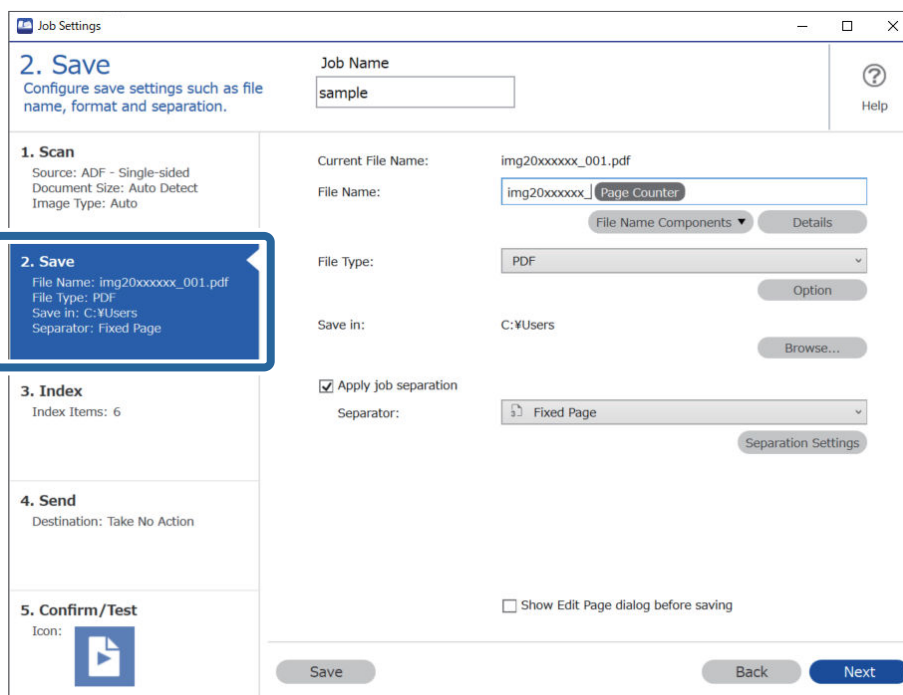 Job Settings
2. Save
Configure save settings such as file
name, format and separation.
Job Name
sample
Help
1. Scan
Source: ADF - Single-sided
Document Size: Auto Detect
Image Type: Auto
2. Save
File Name: img20xxxxxx_001.pdf
File Type: PDF
Save in: C:¥Users
Separator: Fixed Page
3. Index
Index Items: 6
4. Send
Destination: Take No Action
5. Confirm/Test
Icon:
Current File Name: img20xxxxxx_001.pdf
File Name: img20xxxxxx_ Page Counter
File Name Components ▼ Details
File Type: PDF
Option
Save in: C:¥Users
Browse...
Apply job separation
Separator: Fixed Page
Separation Settings
Show Edit Page dialog before saving
Save Back Next